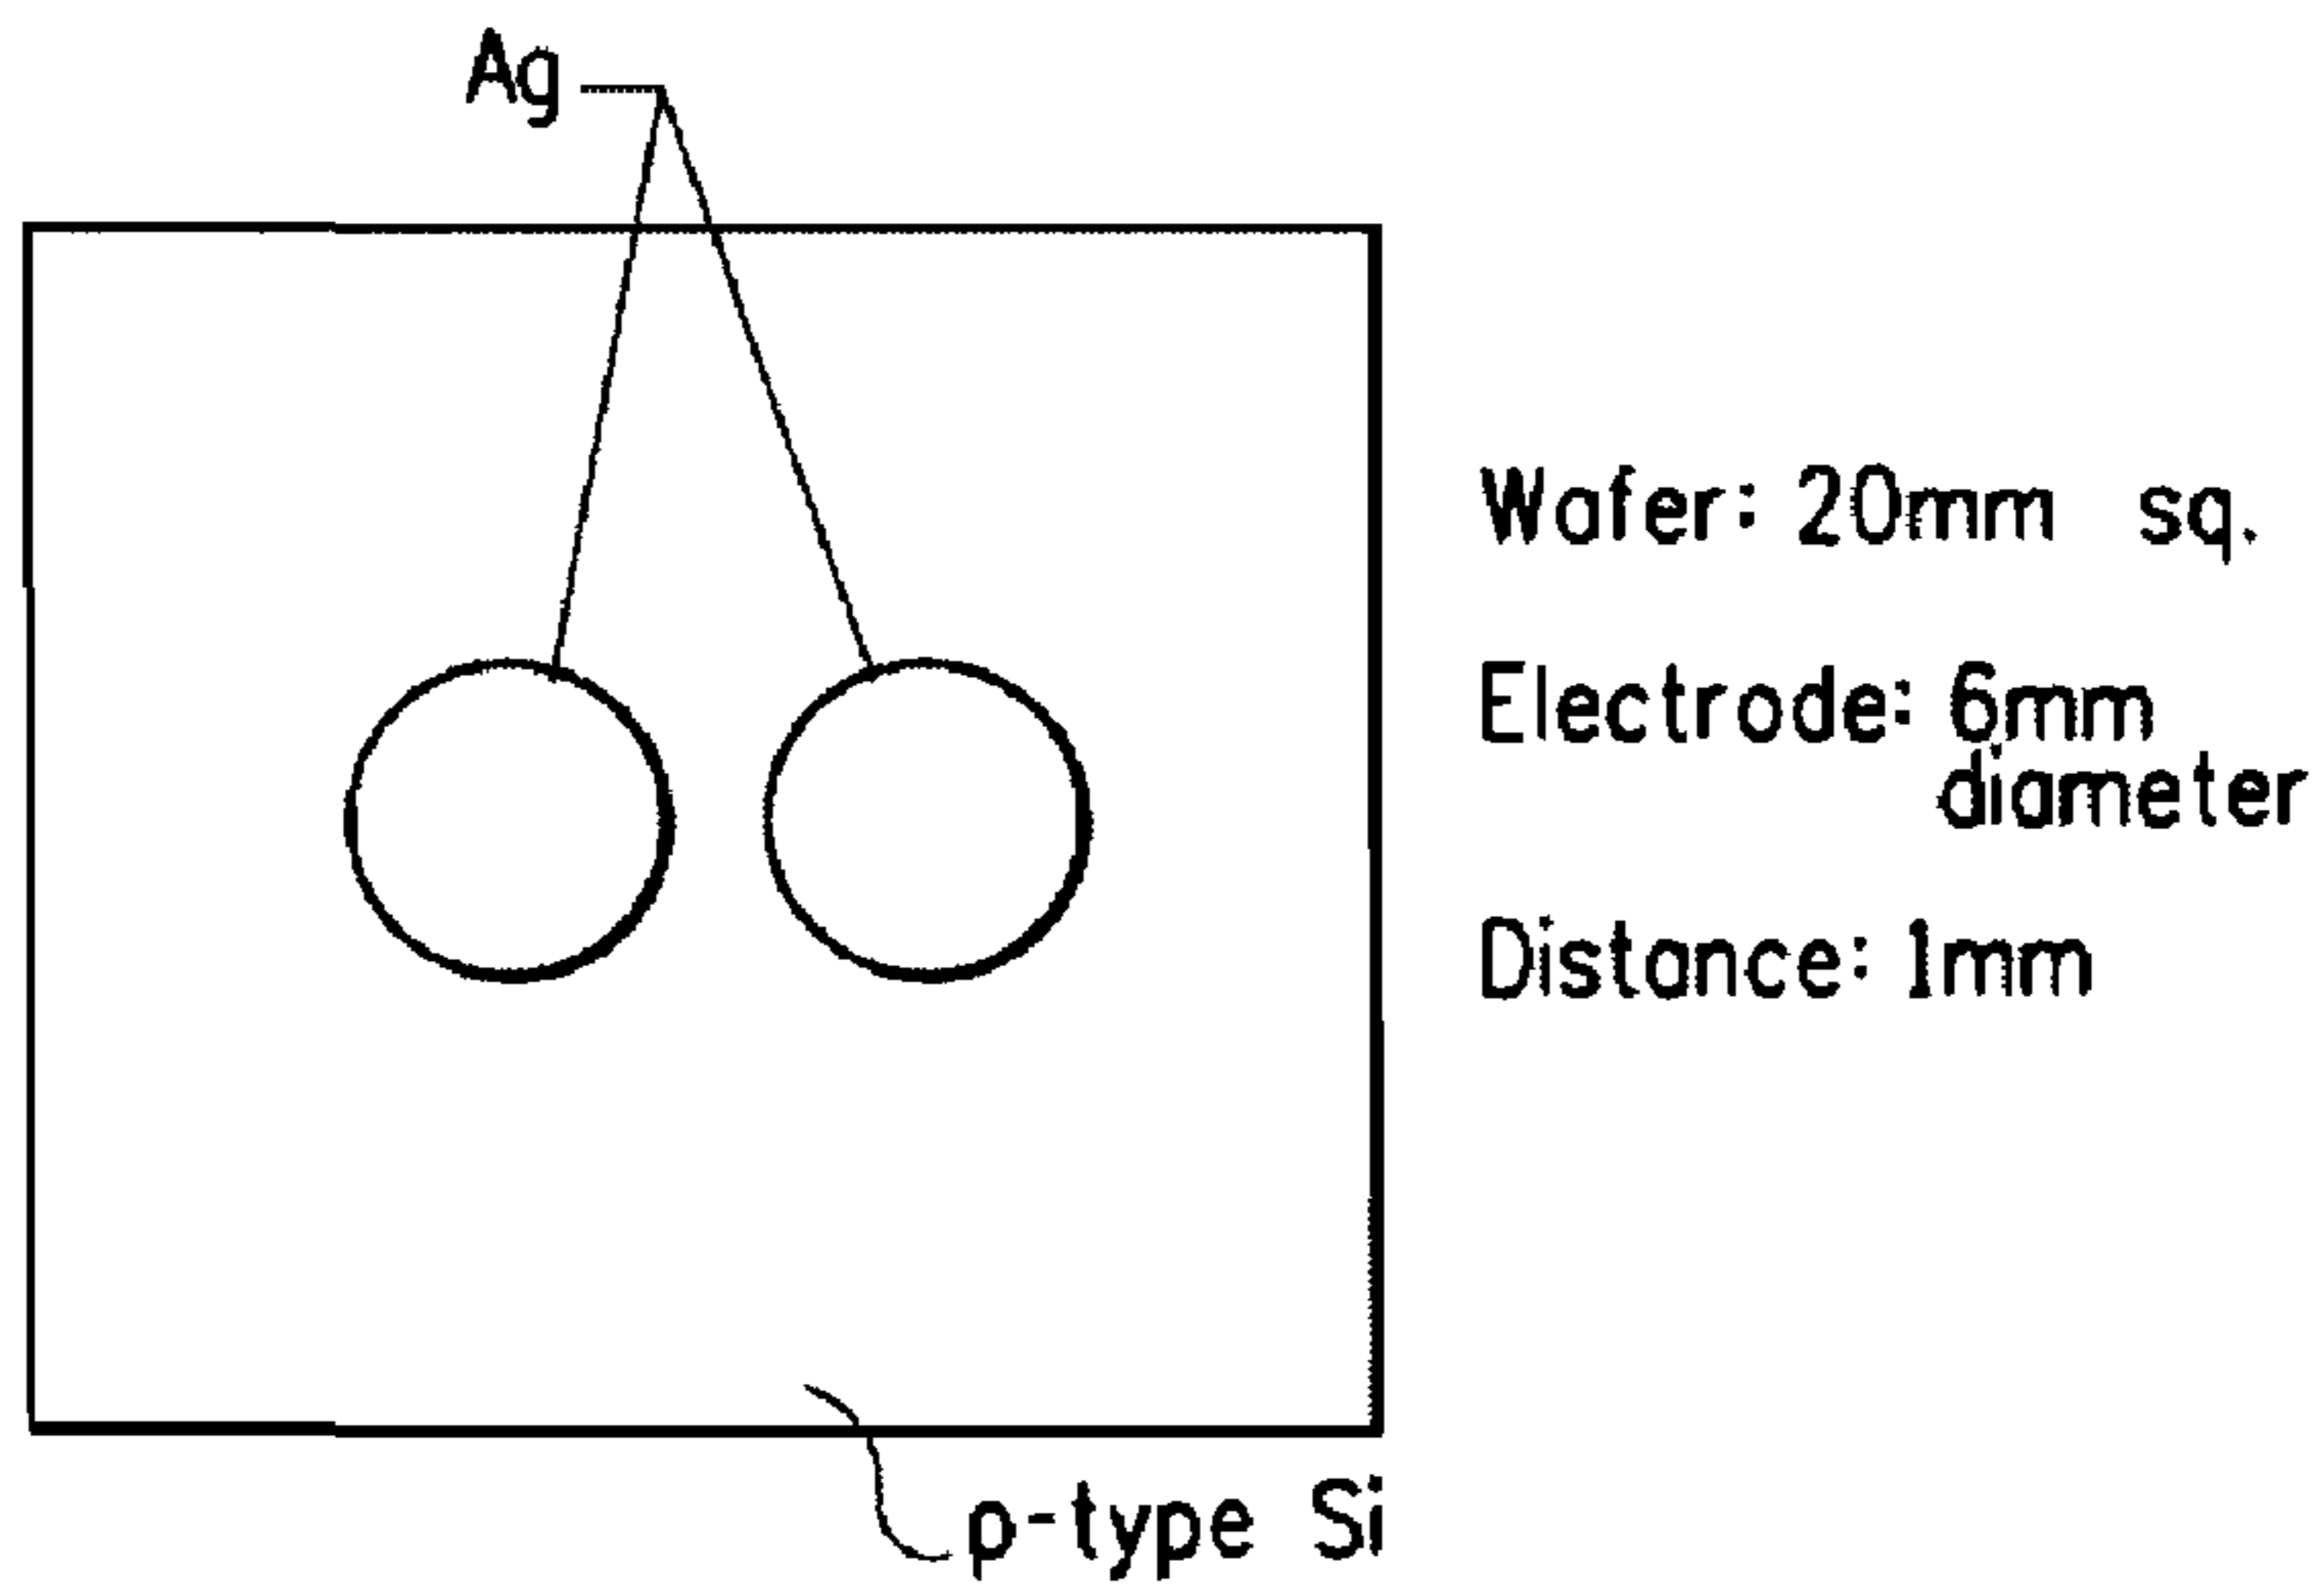 Ag
Wafer: 20mm sq.
Electrode: 6mm
diameter
Distance: 1mm
p-type Si